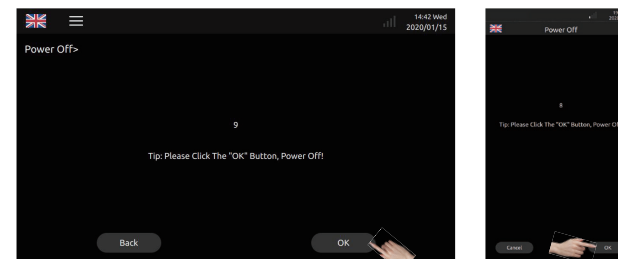 14:42 Wed
2020/01/15
Power Off>
9
Tip: Please Click The "OK" Button, Power Off!
Back
OK
Power Off
8
Tip: Please Click The "OK" Button, Power
Cancel
OK